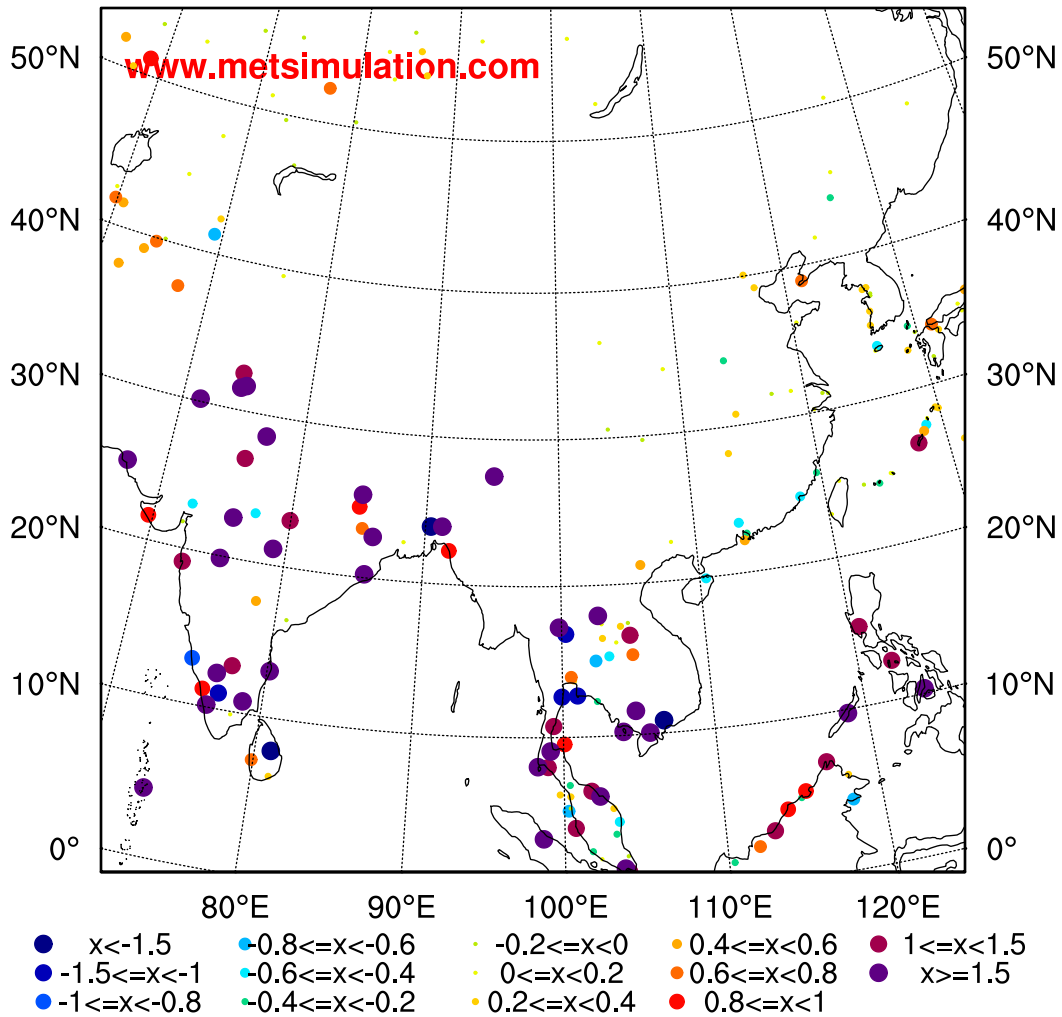 www.metsimulation.com
50°N 50°N
40°N 40°N
30°N 30°N
20°N 20°N
10°N 10°N
0° 0°
80°E 90°E 100°E 110°E 120°E
x<-1.5 -0.8<=x<-0.6 -0.2<=x<0 0.4<=x<0.6 1<=x<1.5
-1.5<=x<-1 -0.6<=x<-0.4 0<=x<0.2 0.6<=x<0.8 x>=1.5
-1<=x<-0.8 -0.4<=x<-0.2 0.2<=x<0.4 0.8<=x<1